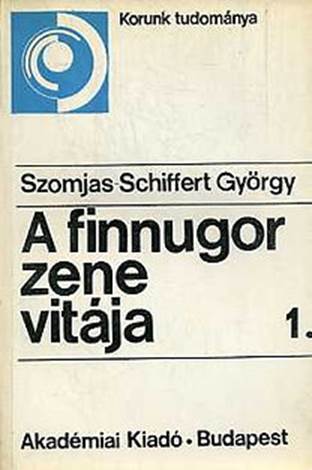 Korunk tudománya
Szomjas-Schiffert György
A finnugor
zene
vitája 1.
Akadémiai Kiadó • Budapest